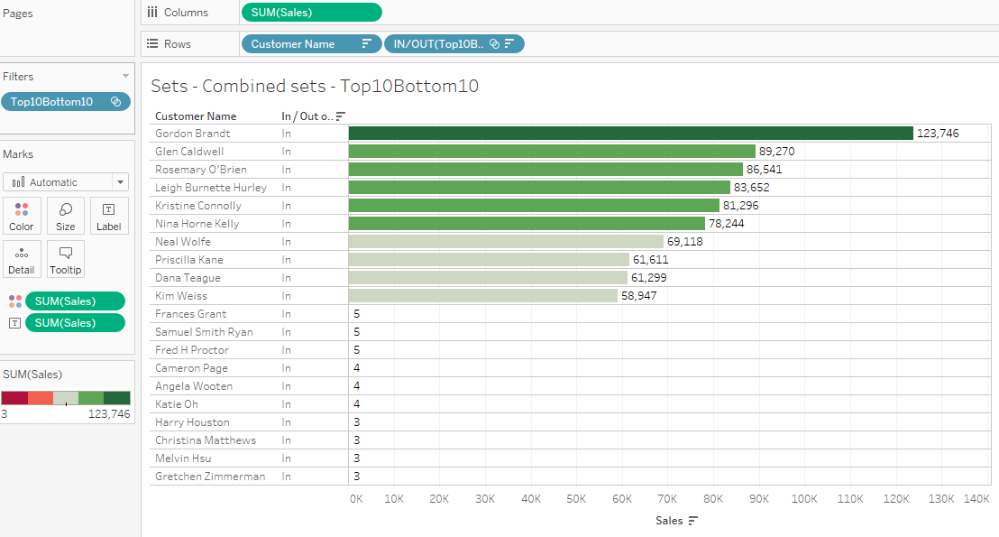 Pages
Columns
SUM(Sales)
Rows
Customer Name
IN/OUT(Top10B..
Filters
Top10Bottom10
Marks
Automatic
Color
Size
Label
Detail
Tooltip
SUM(Sales)
SUM(Sales)
SUM(Sales)
3 123,746
Sets - Combined sets - Top10Bottom10
Customer Name In / Out o..
Gordon Brandt In 123,746
Glen Caldwell In 89,270
Rosemary O'Brien In 86,541
Leigh Burnette Hurley In 83,652
Kristine Connolly In 81,296
Nina Horne Kelly In 78,244
Neal Wolfe In 69,118
Priscilla Kane In 61,611
Dana Teague In 61,299
Kim Weiss In 58,947
Frances Grant In 5
Samuel Smith Ryan In 5
Fred H Proctor In 5
Cameron Page In 4
Angela Wooten In 4
Katie Oh In 4
Harry Houston In 3
Christina Matthews In 3
Melvin Hsu In 3
Gretchen Zimmerman In 3
0K 10K 20K 30K 40K 50K 60K 70K 80K 90K 100K 110K 120K 130K 140K
Sales